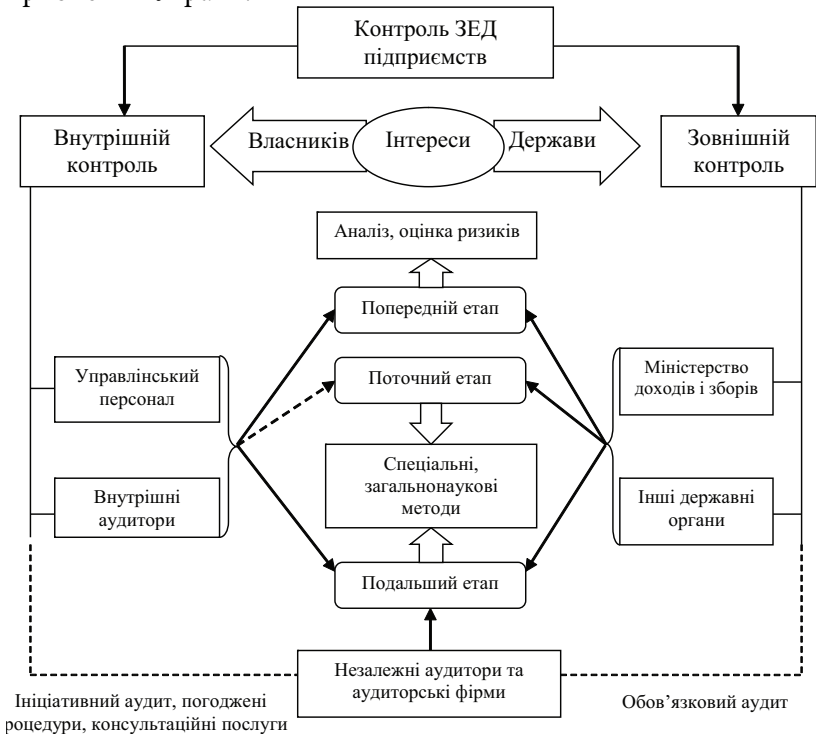 Контроль ЗЕД
підприємств
Внутрішній
контроль
Власників
Інтереси
Держави
Зовнішній
контроль
Аналіз, оцінка ризиків
Попередній етап
Управлінський
персонал
Поточний етап
Міністерство
доходів і зборів
Спеціальні,
загальнонаукові
методи
Внутрішні
аудитори
Інші державні
органи
Подальший етап
Незалежні аудитори та
аудиторські фірми
Ініціативний аудит, погоджені
роцедури, консультаційні послуги
Обов’язковий аудит